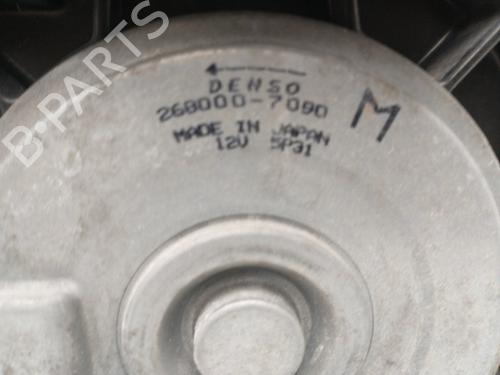 DENSO
268000-7090
MADE IN JAPAN
12V 5P31
M
B-PARTS